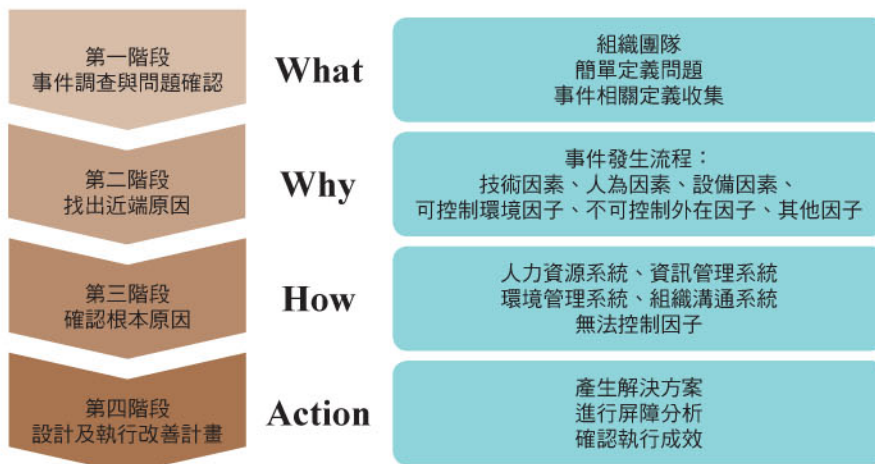 第一階段
事件調查與問題確認
What
組織團隊
簡單定義問題
事件相關定義收集
第二階段
找出近端原因
Why
事件發生流程：
技術因素、人為因素、設備因素、
可控制環境因子、不可控制外在因子、其他因子
第三階段
確認根本原因
How
人力資源系統、資訊管理系統
環境管理系統、組織溝通系統
無法控制因子
第四階段
設計及執行改善計畫
Action
產生解決方案
進行屏障分析
確認執行成效